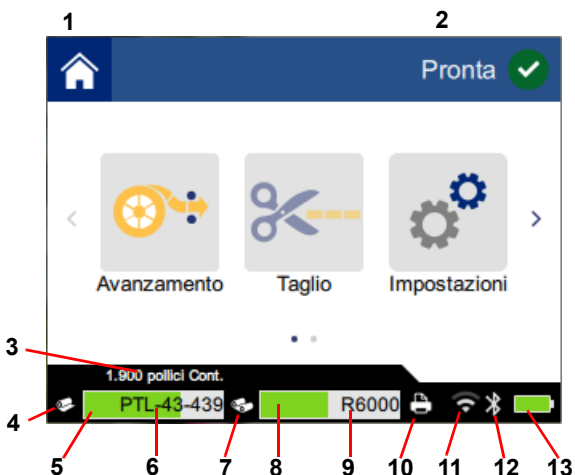 1 2
Pronta
Avanzamento Taglio Impostazioni
3
1.900 pollici Cont.
PTL-43-439 R6000
4
5 6 7 8 9 10 11 12 13